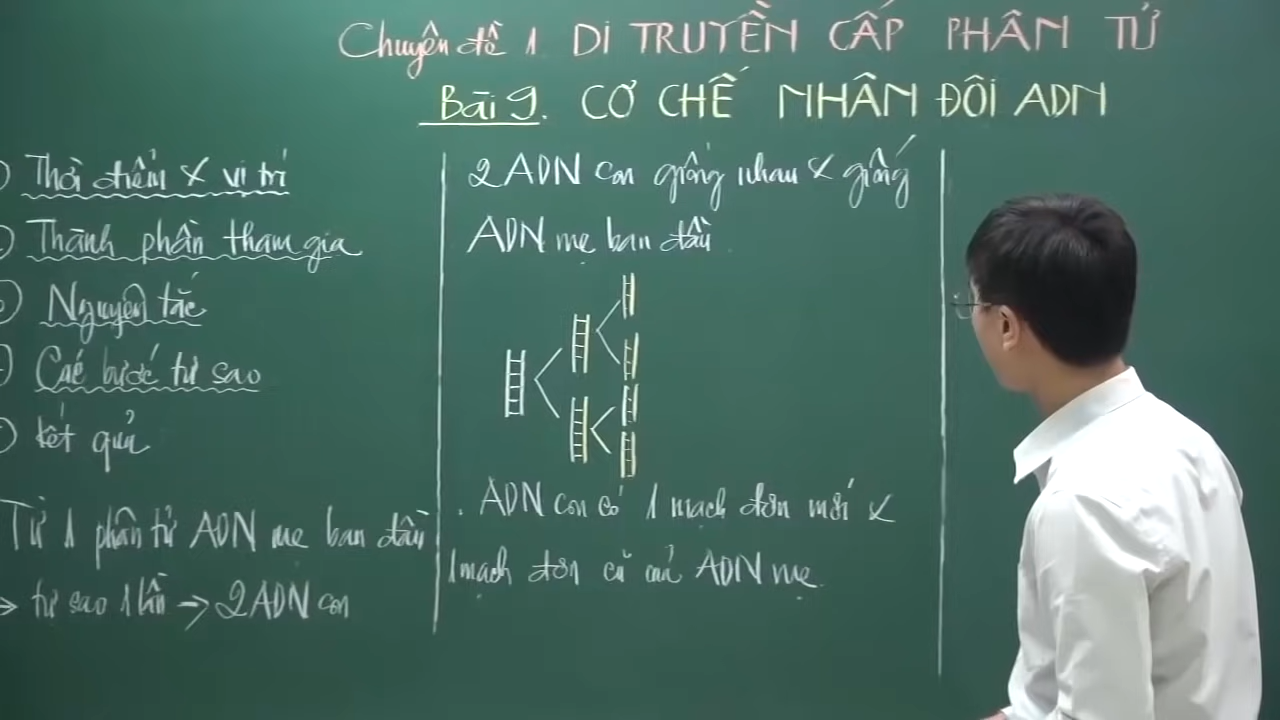 Chuyên đề 1 DI TRUYỀN CẤP PHÂN TỬ
Bài 9. CƠ CHẾ NHÂN ĐÔI ADN
Thời điểm & vị trí
Thành phần tham gia
Nguyên tắc
Các bước tự sao
kết quả
Từ 1 phân tử ADN mẹ ban đầu
→ tự sao 1 lần → 2 ADN con
2 ADN con giống nhau & giống
ADN mẹ ban đầu.
. ADN con có 1 mạch đơn mới &
1 mạch đơn cũ của ADN mẹ.